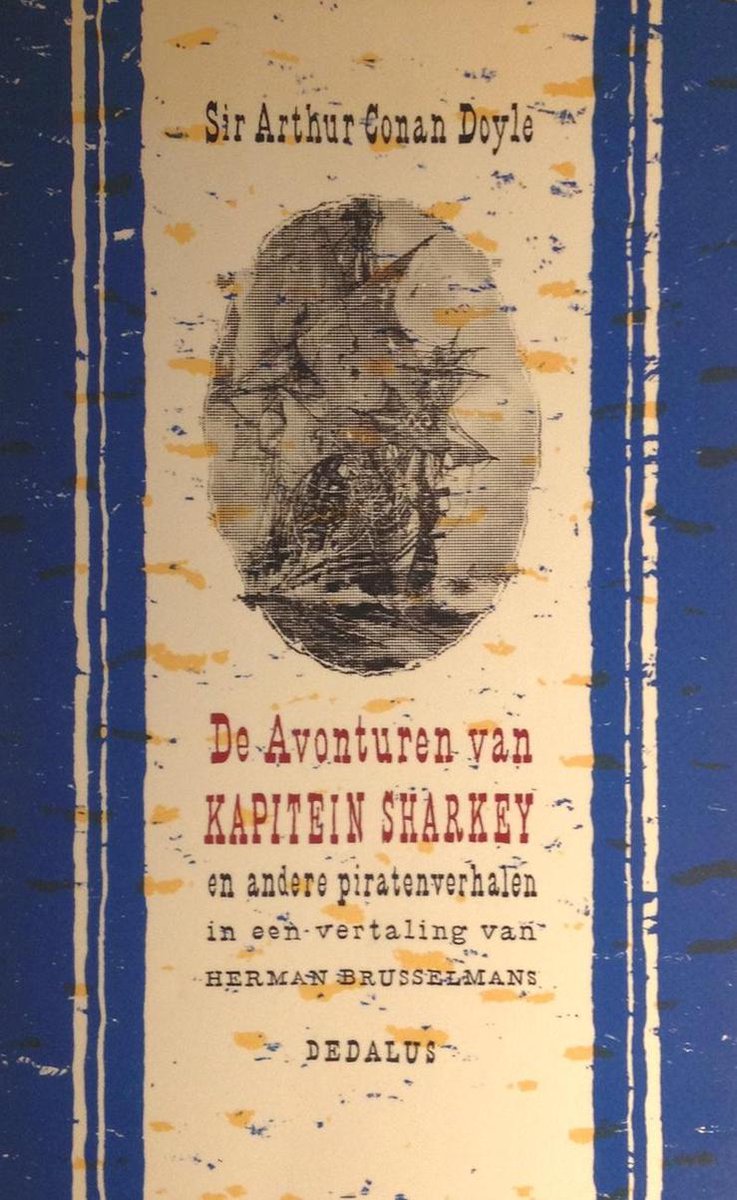 Sir Arthur Conan Doyle
De Avonturen van
KAPITEIN SHARKEY
en andere piratenverhalen
in een vertaling van
HERMAN BRUSSELMANS
DEDALUS